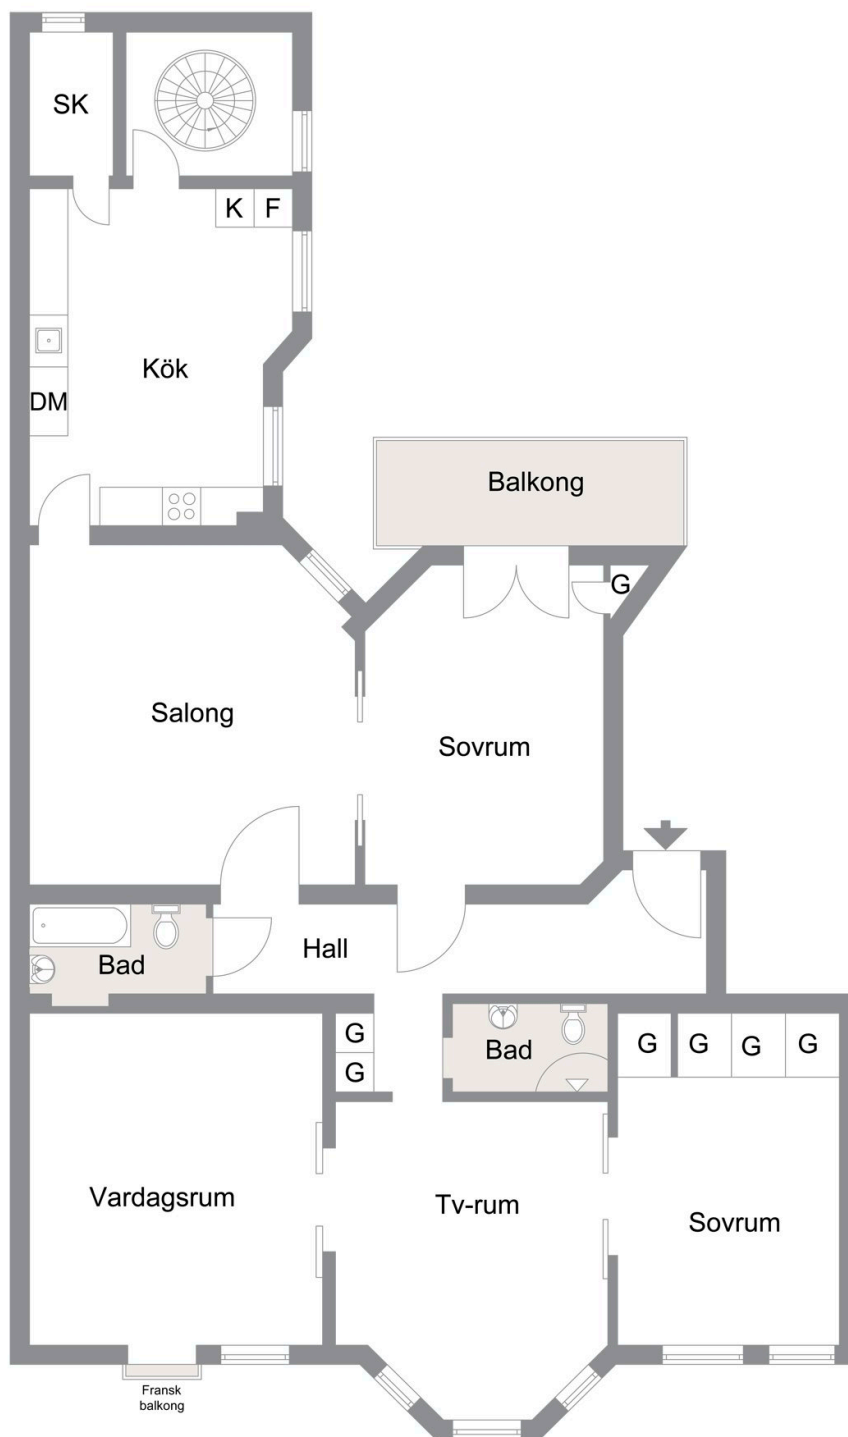 SK
K F
Kök
DM
Balkong
G
Salong
Sovrum
Hall
Bad
G
G
Bad
G G G G
Vardagsrum
Tv-rum
Sovrum
Fransk
balkong